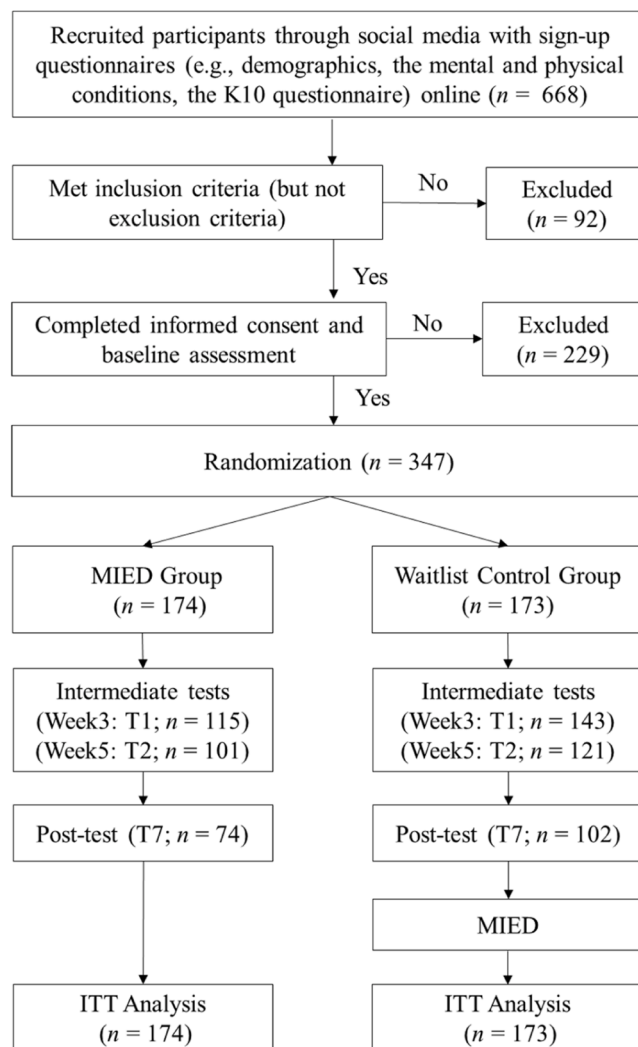 Recruited participants through social media with sign-up
questionnaires (e.g., demographics, the mental and physical
conditions, the K10 questionnaire) online (n = 668)
Met inclusion criteria (but not
exclusion criteria)
No
Excluded
(n = 92)
Yes
Completed informed consent and
baseline assessment
No
Excluded
(n = 229)
Yes
Randomization (n = 347)
MIED Group
(n = 174)
Waitlist Control Group
(n = 173)
Intermediate tests
(Week3: T1; n = 115)
(Week5: T2; n = 101)
Intermediate tests
(Week3: T1; n = 143)
(Week5: T2; n = 121)
Post-test (T7; n = 74)
Post-test (T7; n = 102)
MIED
ITT Analysis
(n = 174)
ITT Analysis
(n = 173)